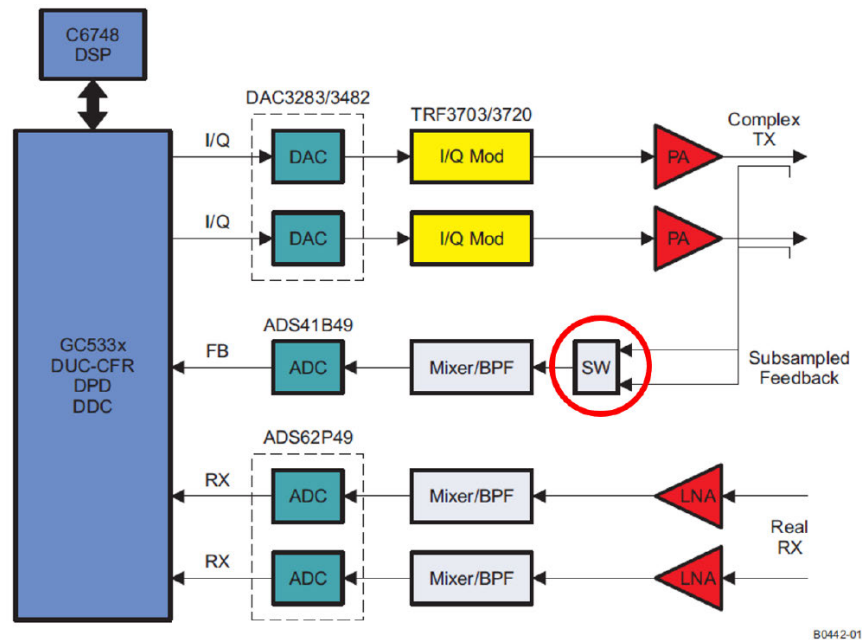 C6748
DSP
DAC3283/3482
TRF3703/3720
Complex
TX
I/Q
DAC
I/Q Mod
PA
I/Q
DAC
I/Q Mod
PA
GC533x
DUC-CFR
DPD
DDC
ADS41B49
FB
ADC
Mixer/BPF
SW
Subsampled
Feedback
ADS62P49
RX
ADC
Mixer/BPF
LNA
Real
RX
RX
ADC
Mixer/BPF
LNA
B0442-01